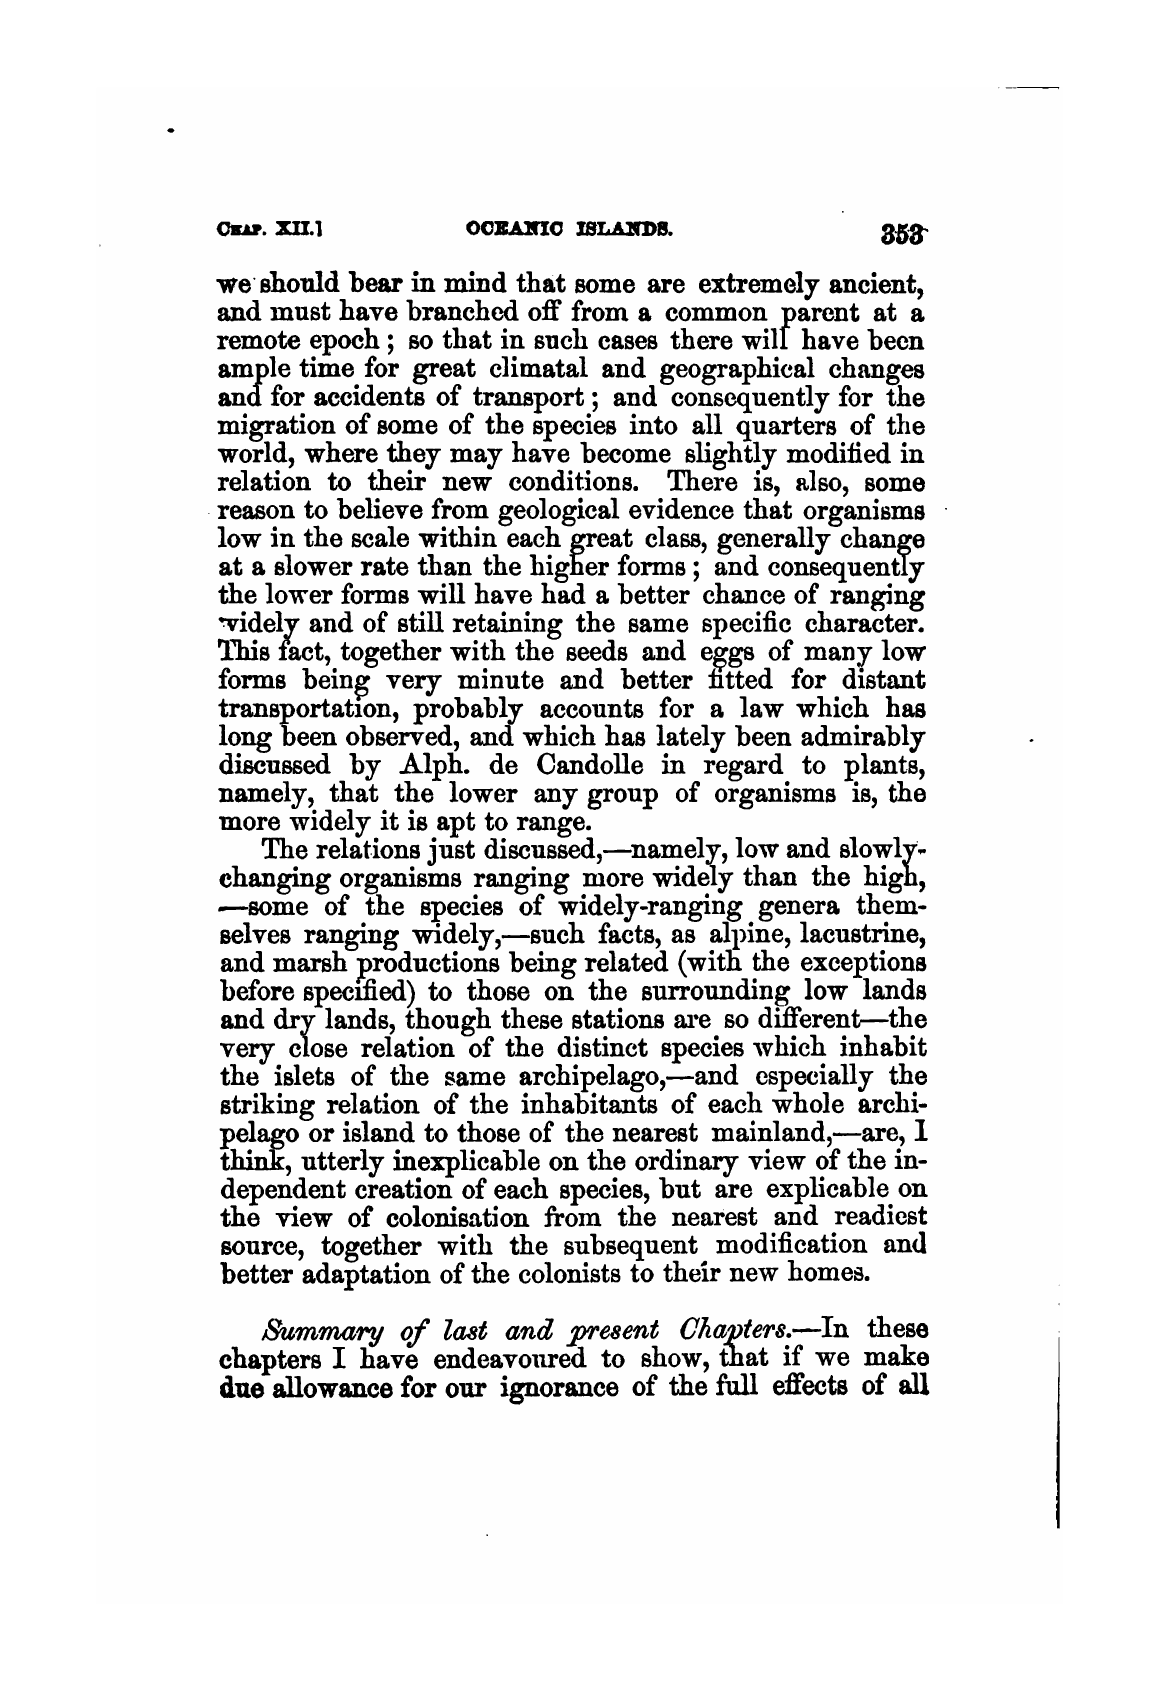 CHAP. XII.] OCEANIC ISLANDS. 353
we should bear in mind that some are extremely ancient,
and must have branched off from a common parent at a
remote epoch ; so that in such cases there will have been
ample time for great climatal and geographical changes
and for accidents of transport ; and consequently for the
migration of some of the species into all quarters of the
world, where they may have become slightly modified in
relation to their new conditions. There is, also, some
reason to believe from geological evidence that organisms
low in the scale within each great class, generally change
at a slower rate than the higher forms ; and consequently
the lower forms will have had a better chance of ranging
widely and of still retaining the same specific character.
This fact, together with the seeds and eggs of many low
forms being very minute and better fitted for distant
transportation, probably accounts for a law which has
long been observed, and which has lately been admirably
discussed by Alph. de Candolle in regard to plants,
namely, that the lower any group of organisms is, the
more widely it is apt to range.
The relations just discussed,—namely, low and slowly-
changing organisms ranging more widely than the high,
—some of the species of widely-ranging genera them-
selves ranging widely,—such facts, as alpine, lacustrine,
and marsh productions being related (with the exceptions
before specified) to those on the surrounding low lands
and dry lands, though these stations are so different—the
very close relation of the distinct species which inhabit
the islets of the same archipelago,—and especially the
striking relation of the inhabitants of each whole archi-
pelago or island to those of the nearest mainland,—are, I
think, utterly inexplicable on the ordinary view of the in-
dependent creation of each species, but are explicable on
the view of colonisation from the nearest and readiest
source, together with the subsequent modification and
better adaptation of the colonists to their new homes.
Summary of last and present Chapters.—In these
chapters I have endeavoured to show, that if we make
due allowance for our ignorance of the full effects of all